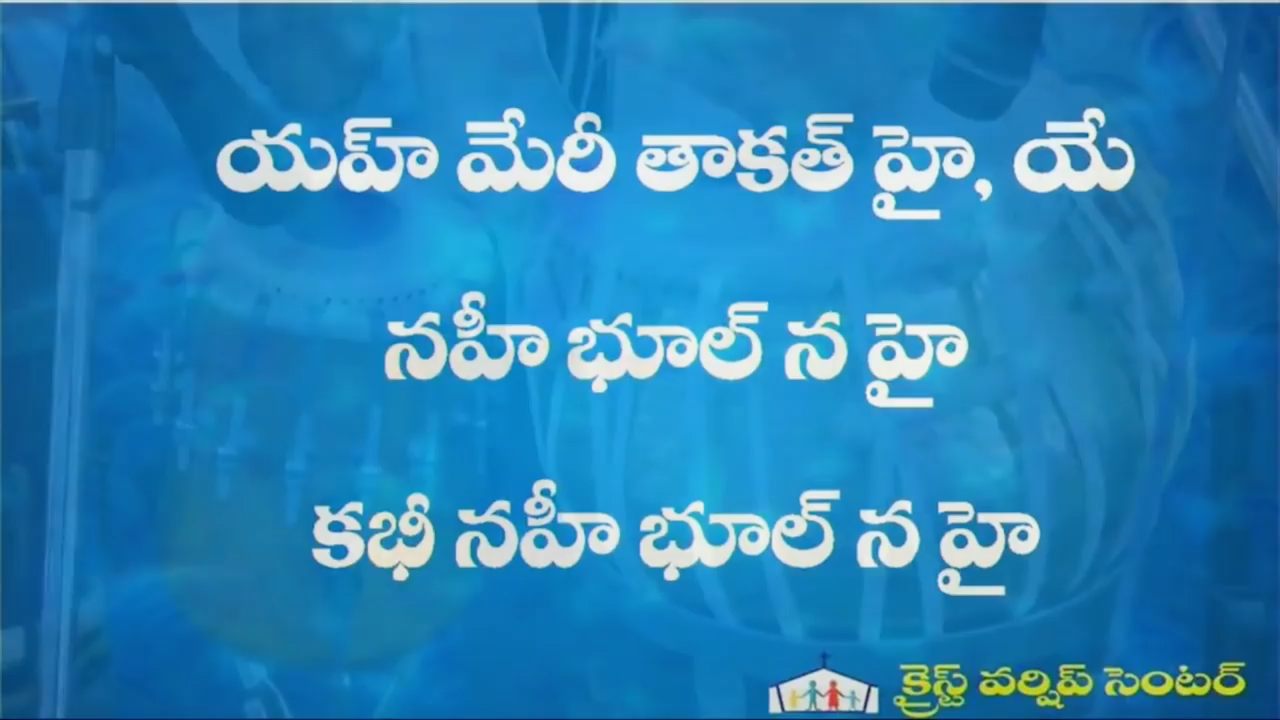 యహ్ మేరీ తాకత్ హై, యే
నహీ భూల్ న హై
కభీ నహీ భూల్ న హై
క్రైస్ట్ వర్షిప్ సెంటర్